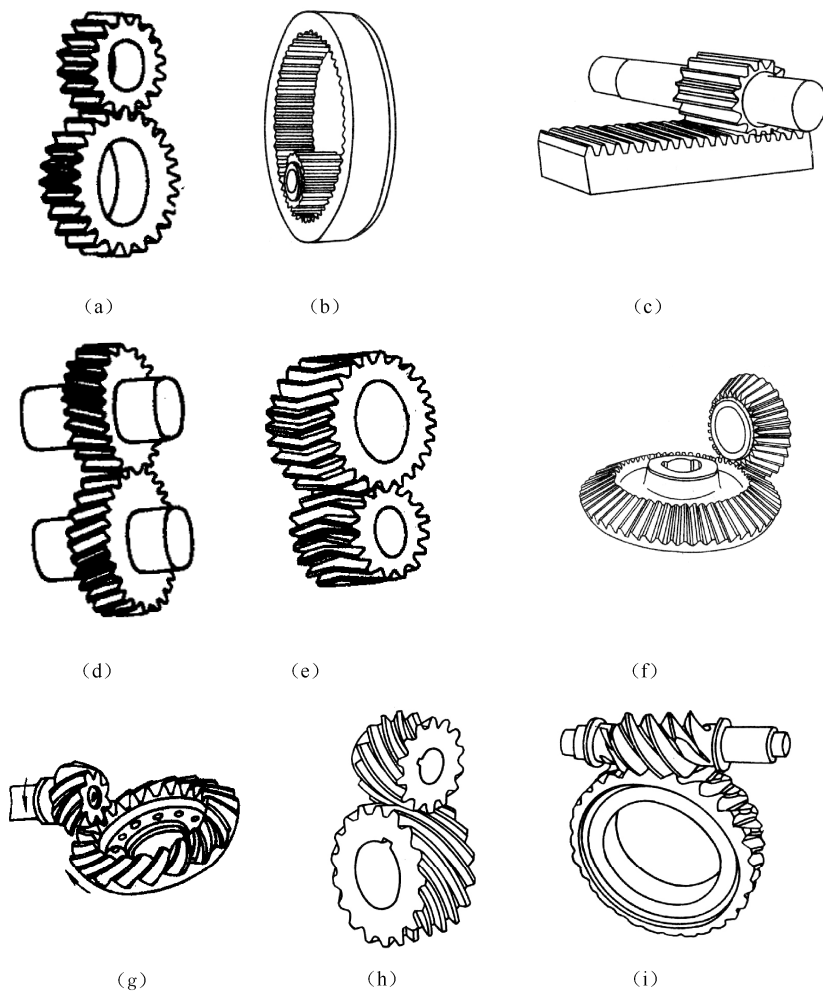 （a） （b） （c）
（d） （e） （f）
（g） （h） （i）